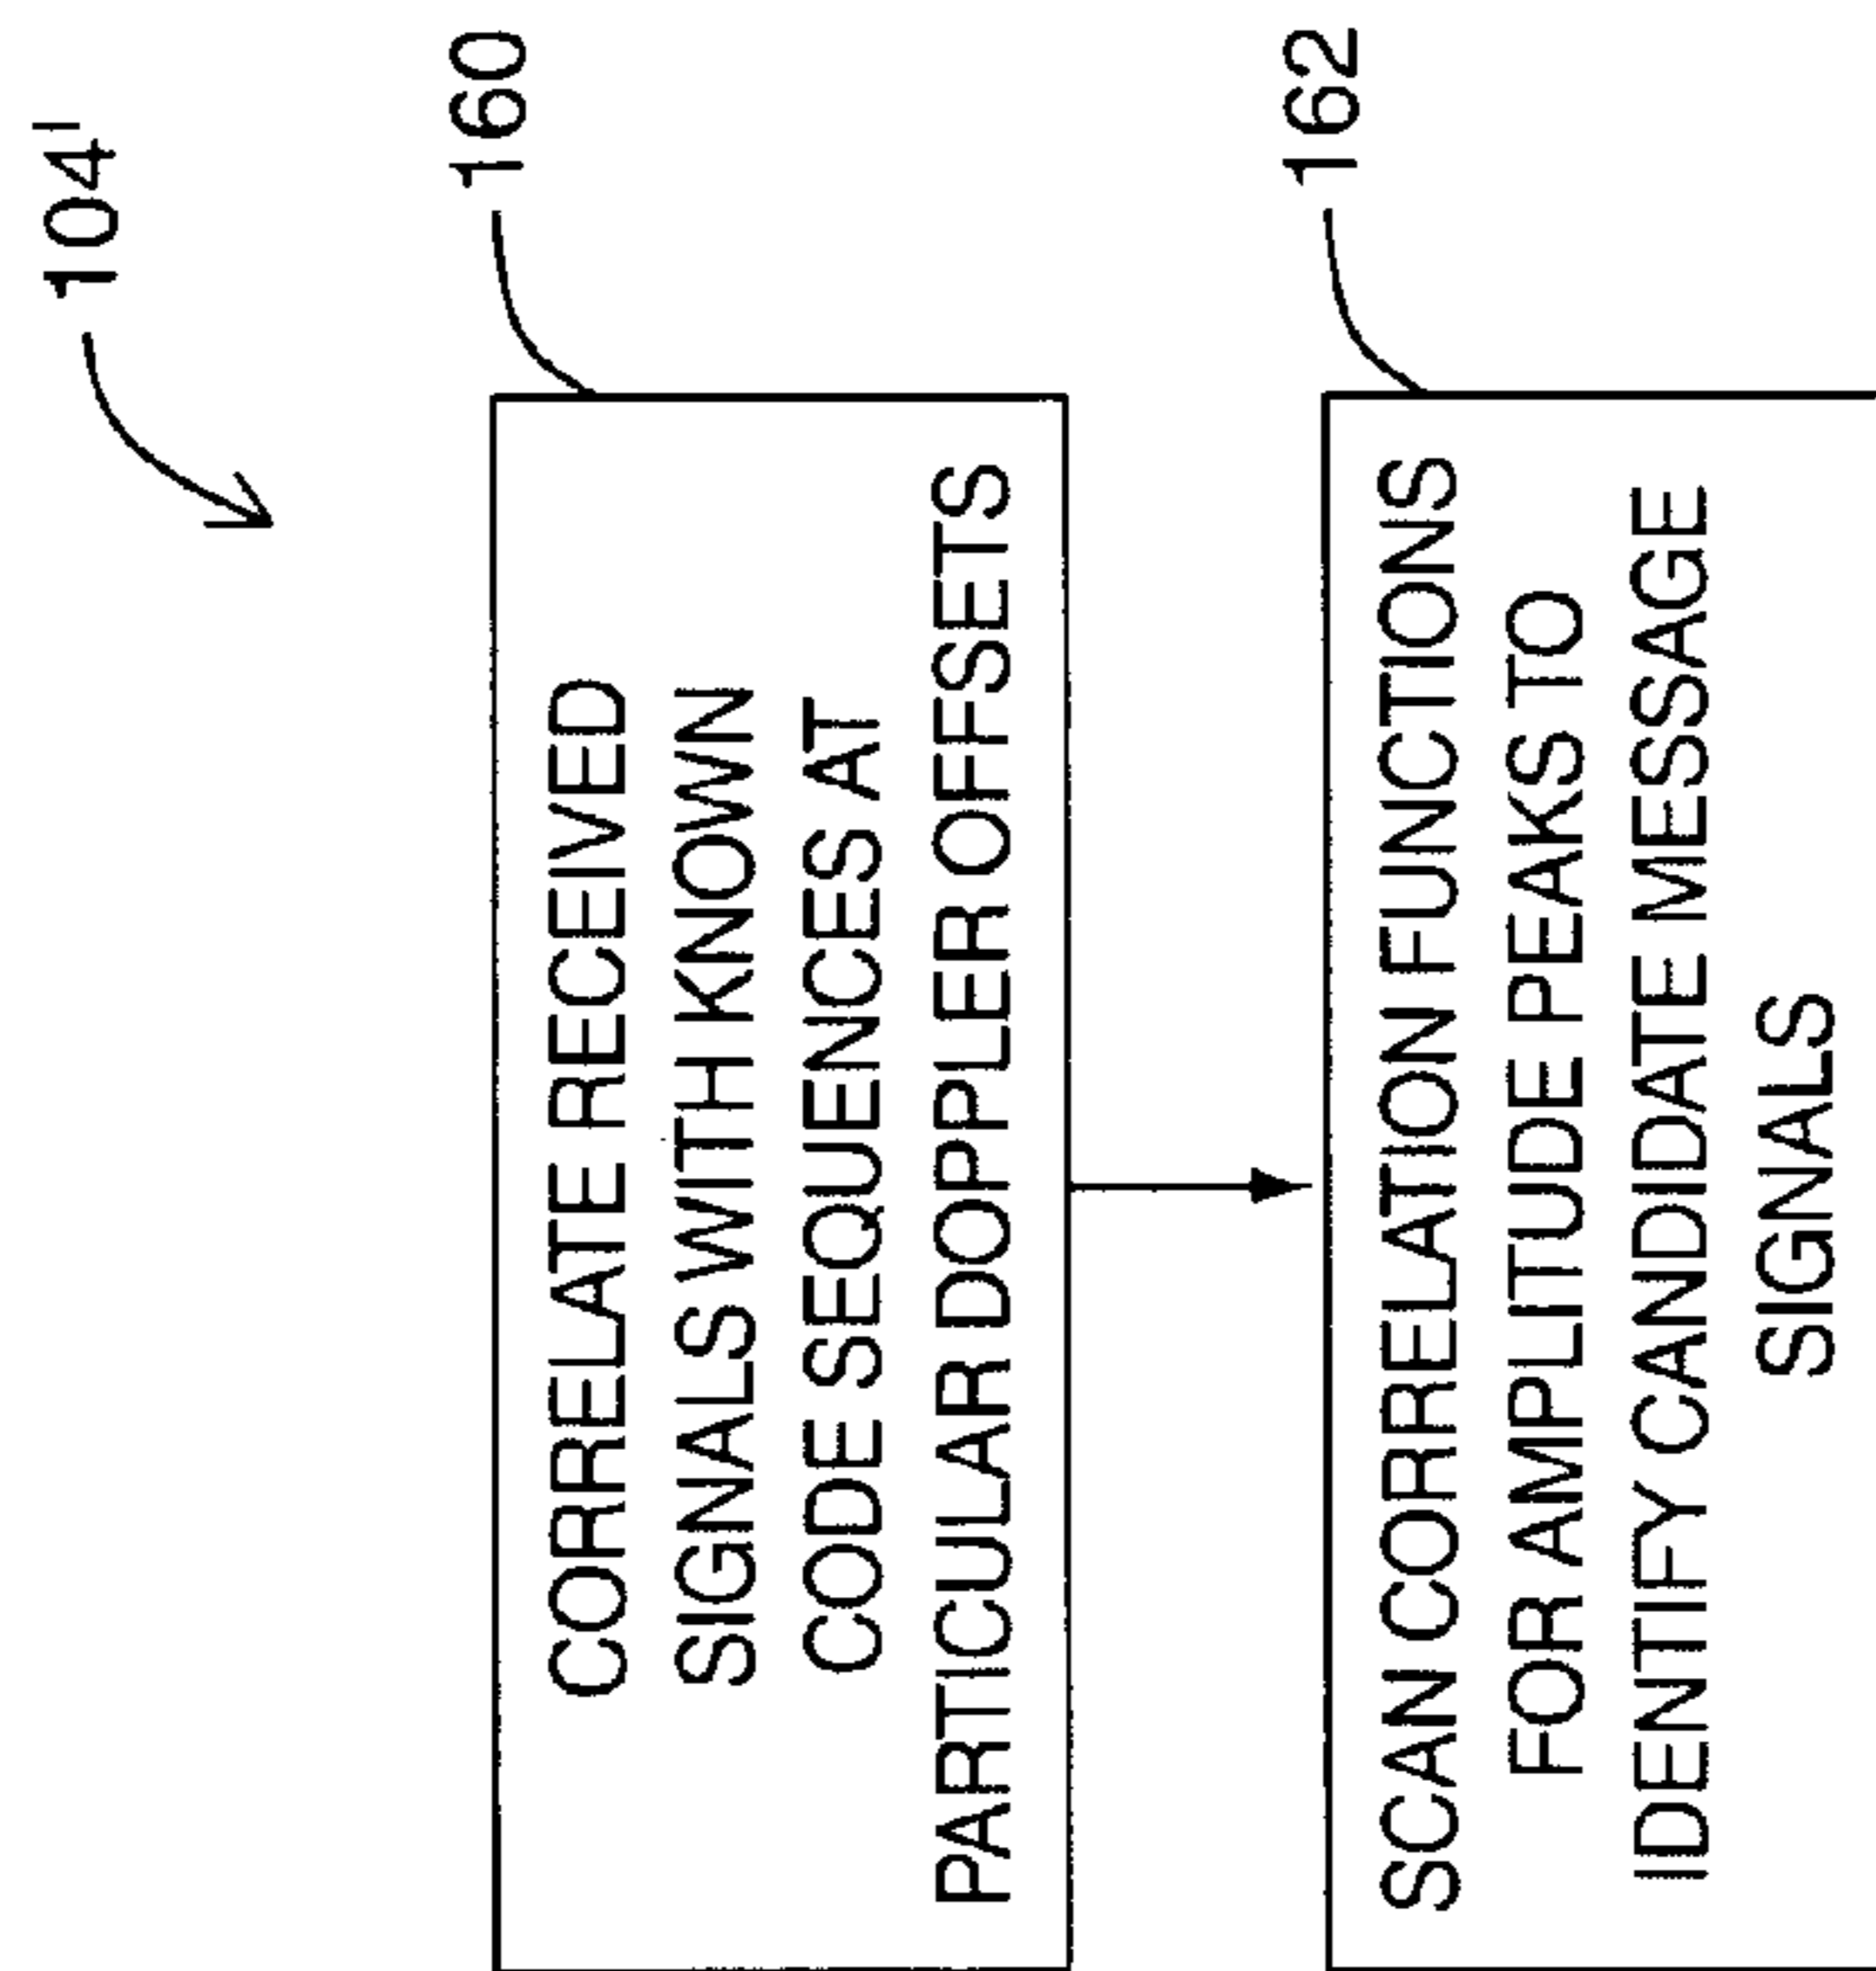 104'
160
CORRELATE RECEIVED
SIGNALS WITH KNOWN
CODE SEQUENCES AT
PARTICULAR DOPPLER OFFSETS
162
SCAN CORRELATION FUNCTIONS
FOR AMPLITUDE PEAKS TO
IDENTIFY CANDIDATE MESSAGE
SIGNALS